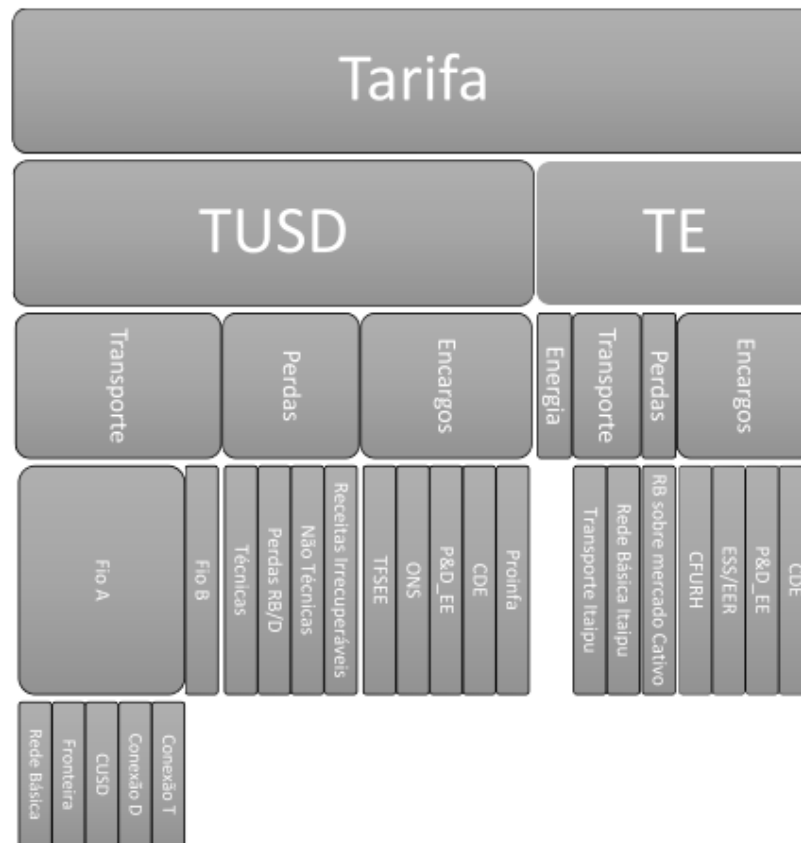 Tarifa
TUSD
TE
Transporte
Perdas
Encargos
Energia
Transporte
Perdas
Encargos
Fio A
Fio B
Técnicas
Perdas RB/D
Não Técnicas
Receitas Irrecuperáveis
TFSEE
ONS
P&D_EE
CDE
Proinfa
Transporte Itaipu
Rede Básica Itaipu
RB sobre mercado Cativo
CFURH
ESS/EER
P&D_EE
CDE
Rede Básica
Fronteira
CUSD
Conexão D
Conexão T